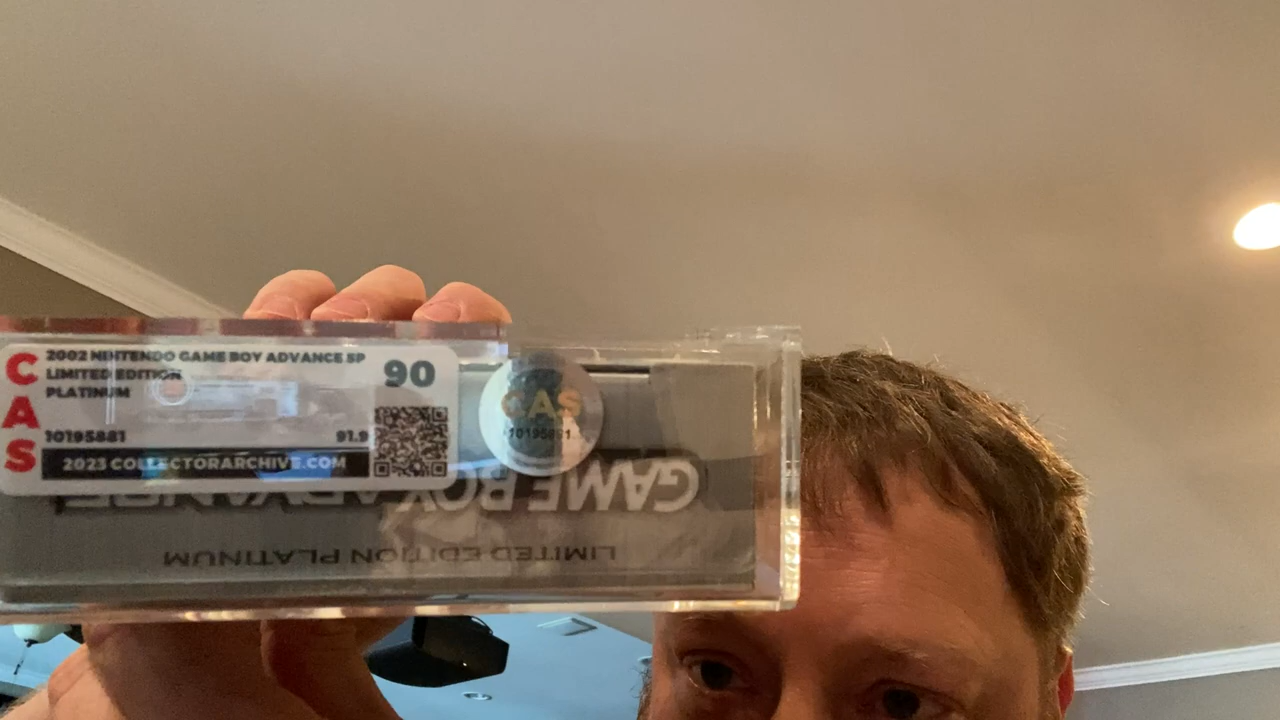 CAS
2002 NINTENDO GAME BOY ADVANCE SP
LIMITED EDITION
PLATINUM
90
10195881
91.9
2023 COLLECTORARCHIVE.COM
CAS
10195881
GAME BOY ADVANCE
LIMITED EDITION PLATINUM